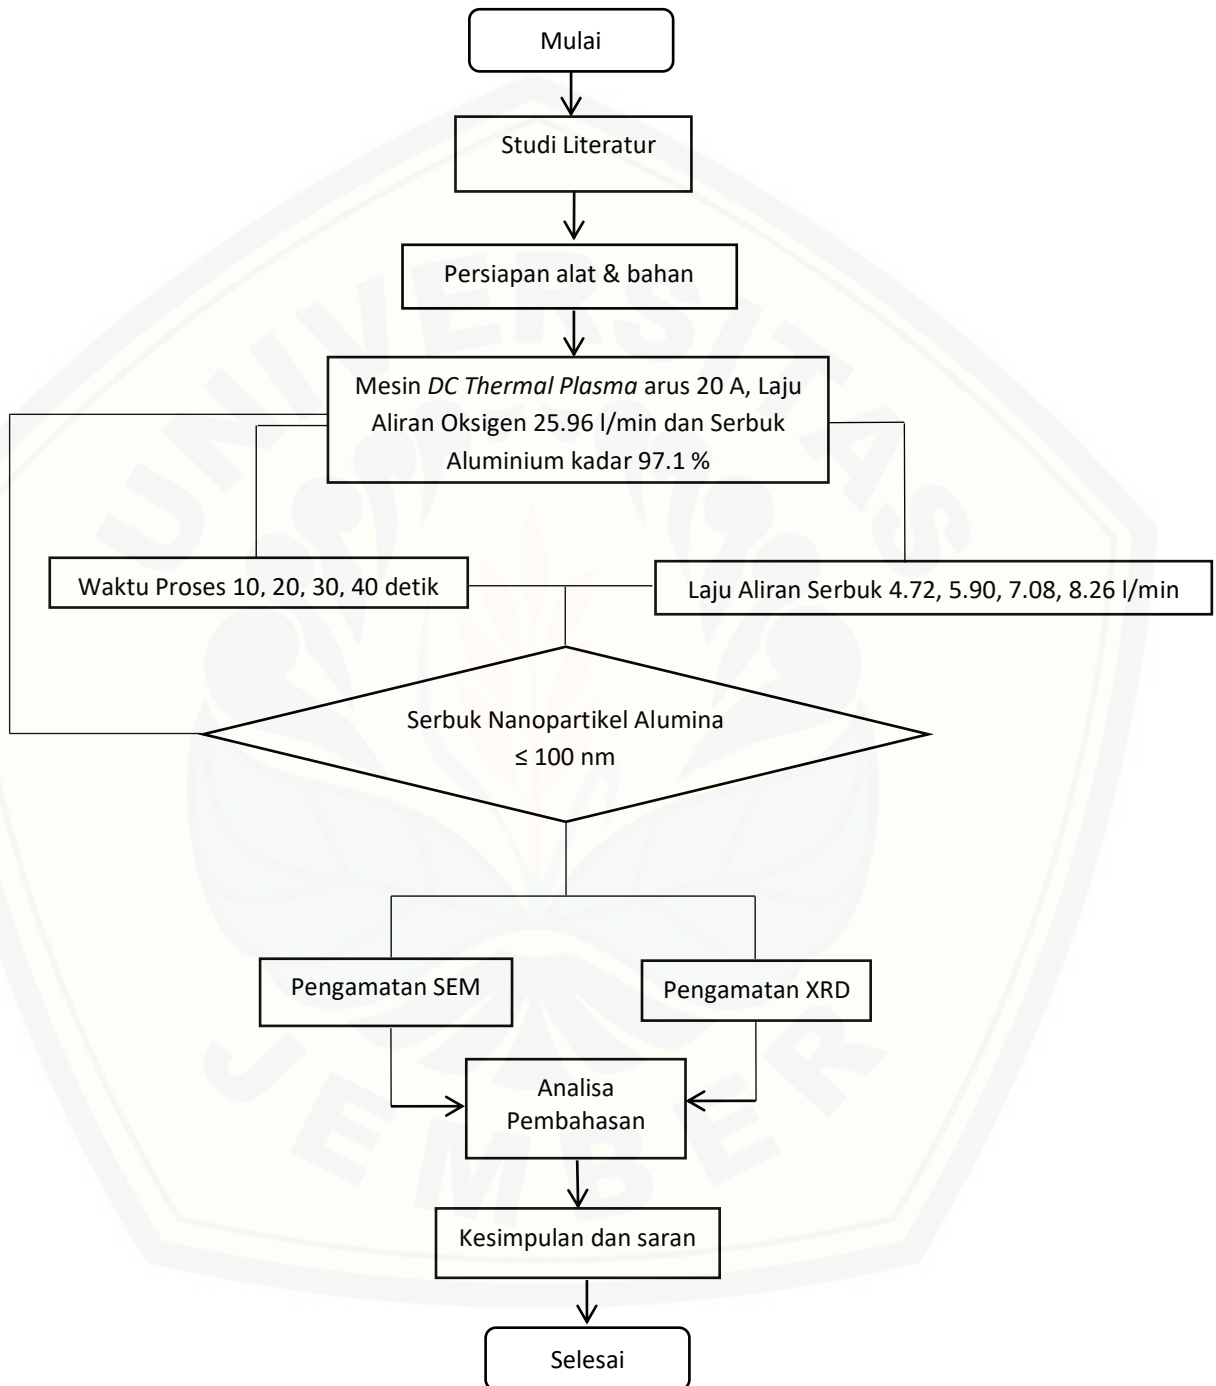 Mulai
Studi Literatur
Persiapan alat & bahan
Mesin DC Thermal Plasma arus 20 A, Laju
Aliran Oksigen 25.96 l/min dan Serbuk
Aluminium kadar 97.1 %
Waktu Proses 10, 20, 30, 40 detik
Laju Aliran Serbuk 4.72, 5.90, 7.08, 8.26 l/min
Serbuk Nanopartikel Alumina
≤ 100 nm
Pengamatan SEM
Pengamatan XRD
Analisa
Pembahasan
Kesimpulan dan saran
Selesai
UNIVERSITAS
JEMBER